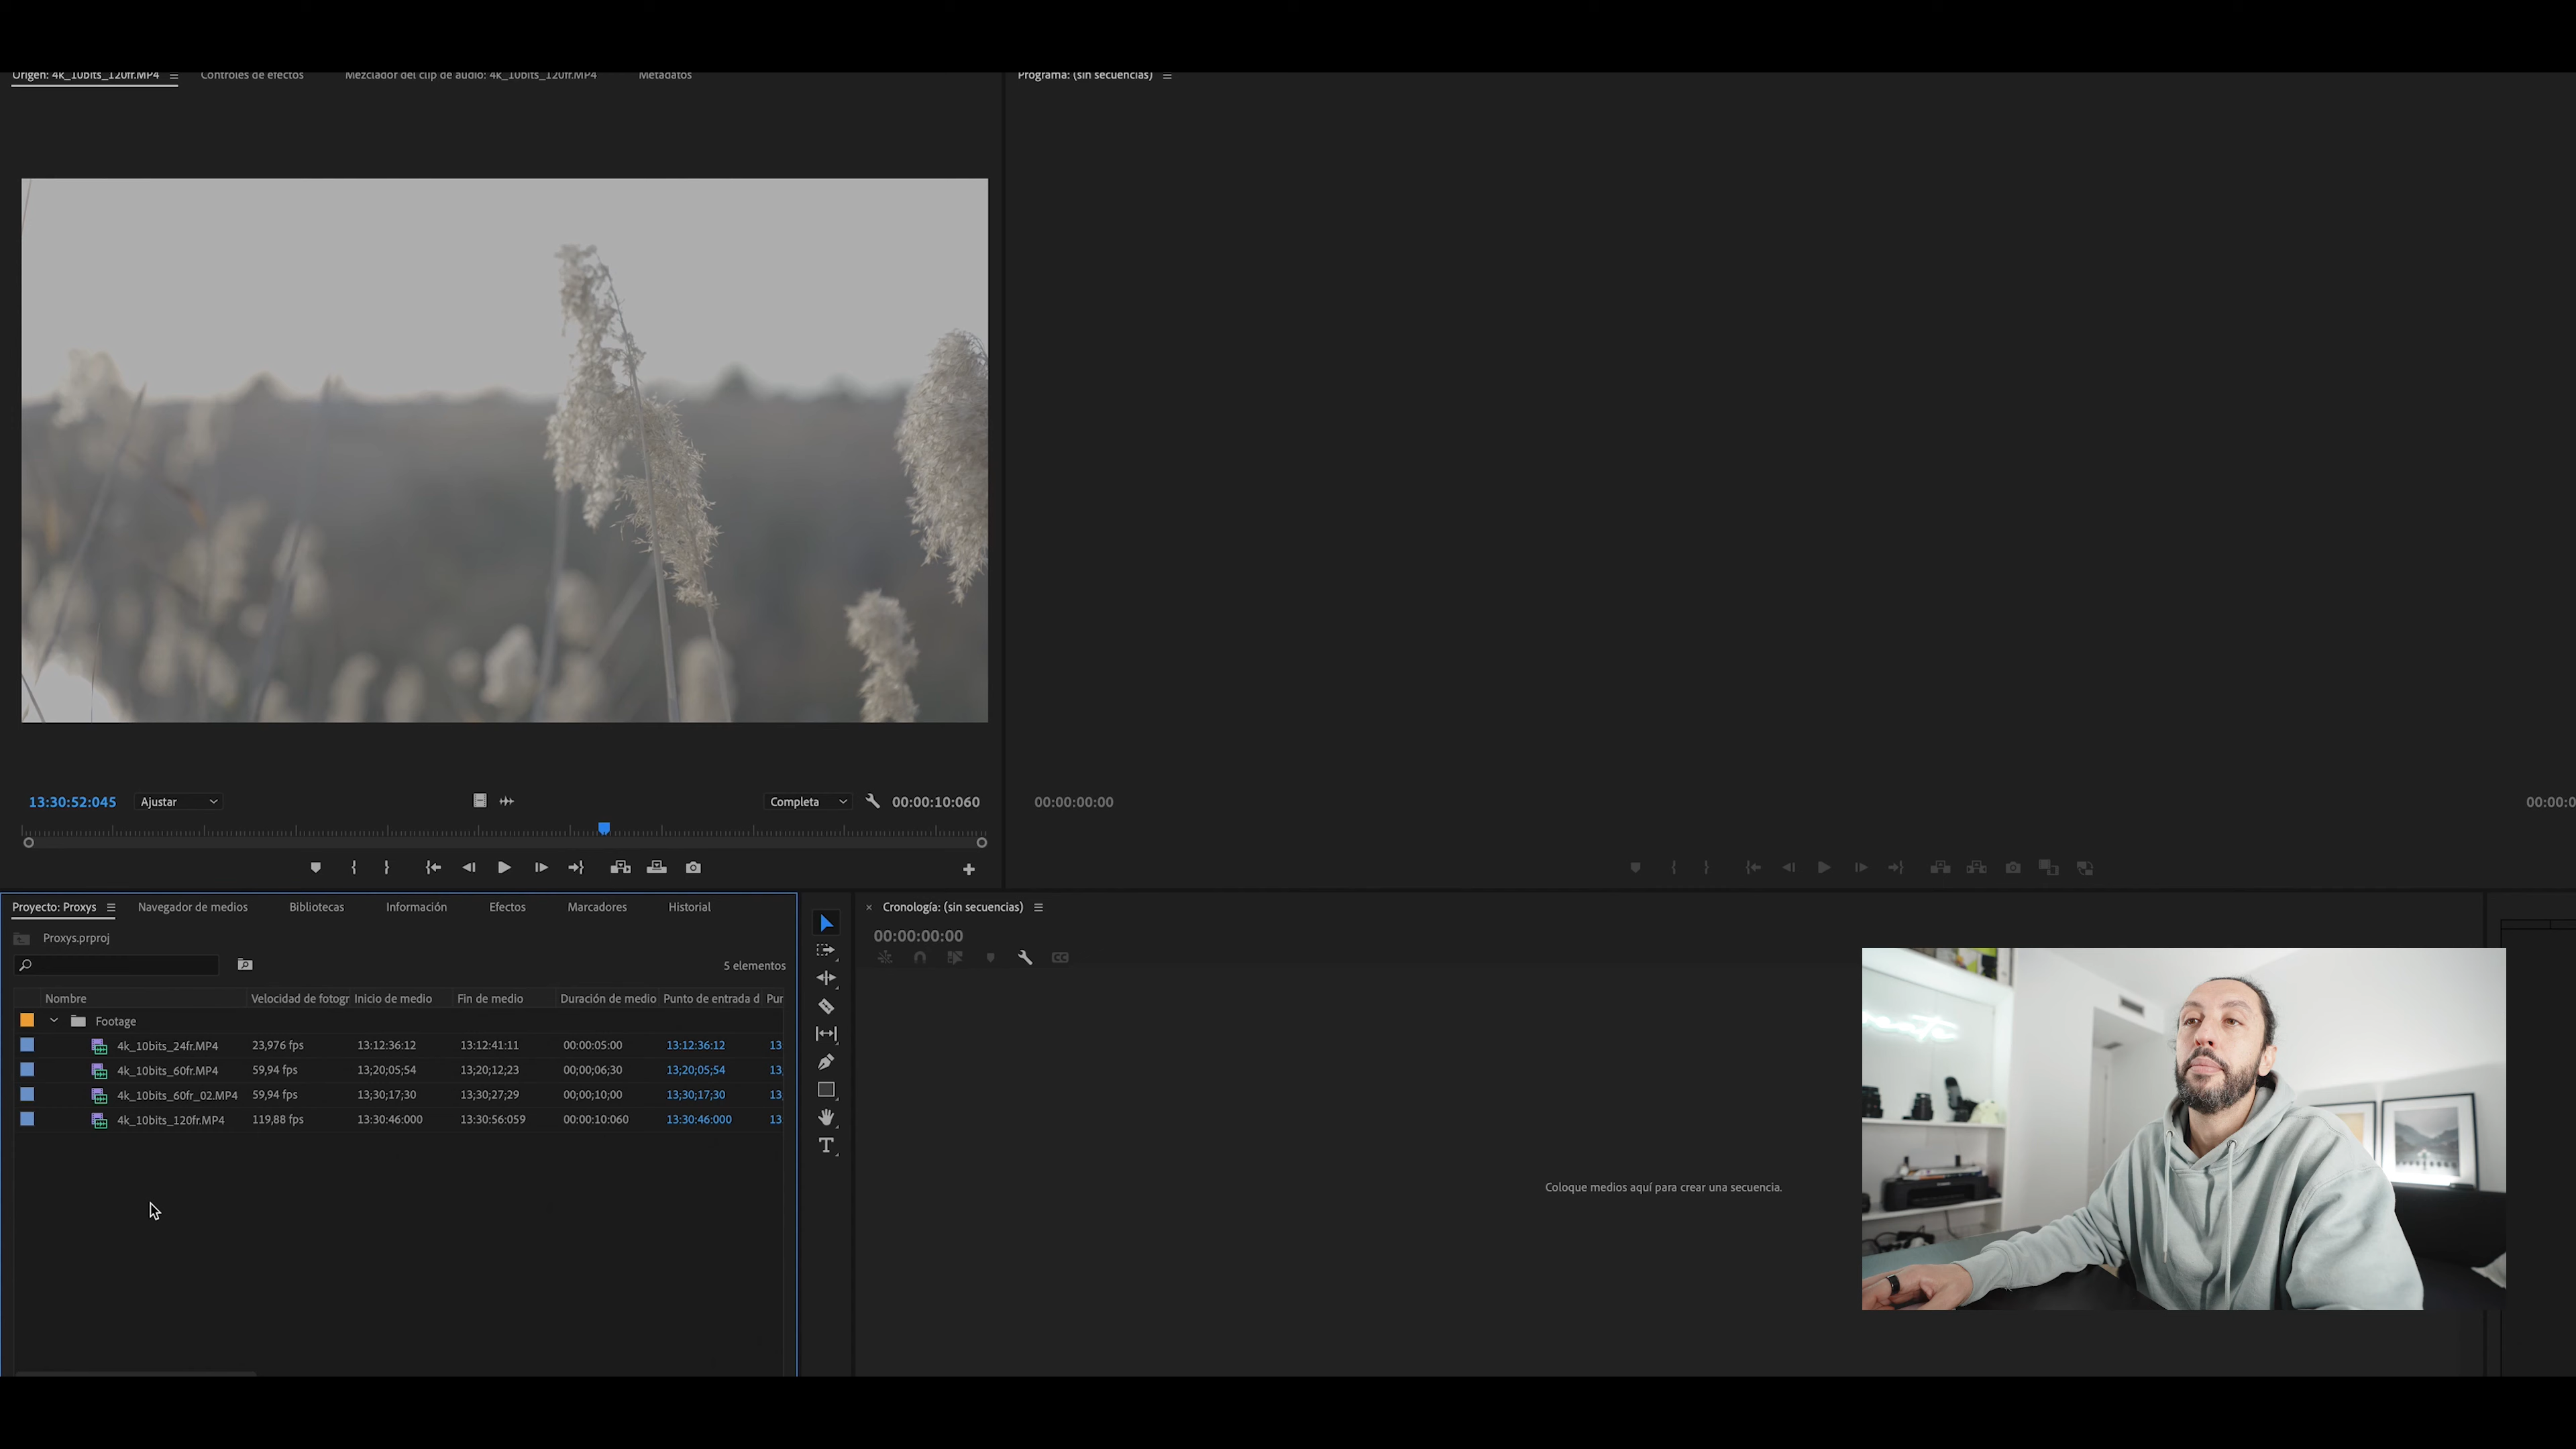 Origen: 4k_10bits_120fr.MP4 Controles de efectos Mezclador del clip de audio: 4k_10bits_120fr.MP4 Metadatos
Programa: (sin secuencias)
13:30:52:045 Ajustar Completa 00:00:10:060
00:00:00:00 00:00:0
Proyecto: Proxys Navegador de medios Bibliotecas Información Efectos Marcadores Historial
Proxys.prproj
5 elementos
Nombre Velocidad de fotogr Inicio de medio Fin de medio Duración de medio Punto de entrada d Pur
Footage
4k_10bits_24fr.MP4 23,976 fps 13:12:36:12 13:12:41:11 00:00:05:00 13:12:36:12 13
4k_10bits_60fr.MP4 59,94 fps 13;20;05;54 13;20;12;23 00;00;06;30 13;20;05;54 13;
4k_10bits_60fr_02.MP4 59,94 fps 13;30;17;30 13;30;27;29 00;00;10;00 13;30;17;30 13;
4k_10bits_120fr.MP4 119,88 fps 13:30:46:000 13:30:56:059 00:00:10:060 13:30:46:000 13
Cronología: (sin secuencias)
00:00:00:00
CC
Coloque medios aquí para crear una secuencia.